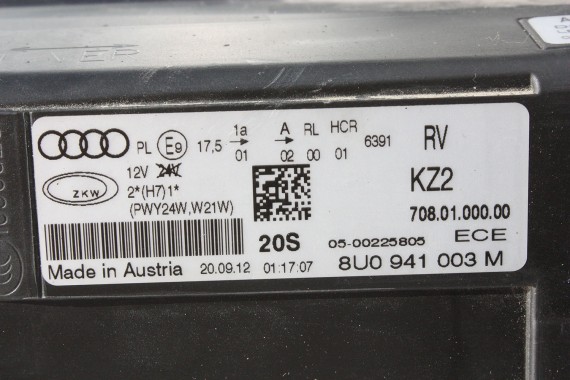 PL E9 17,5 1a A RL HCR 6391 RV
01 02 00 01
12V 24V
ZKW 2*(H7)1*
(PWY24W,W21W)
KZ2
708.01.000.00
20S 05-00225805 ECE
Made in Austria 20.09.12 01:17:07 8U0 941 003 M